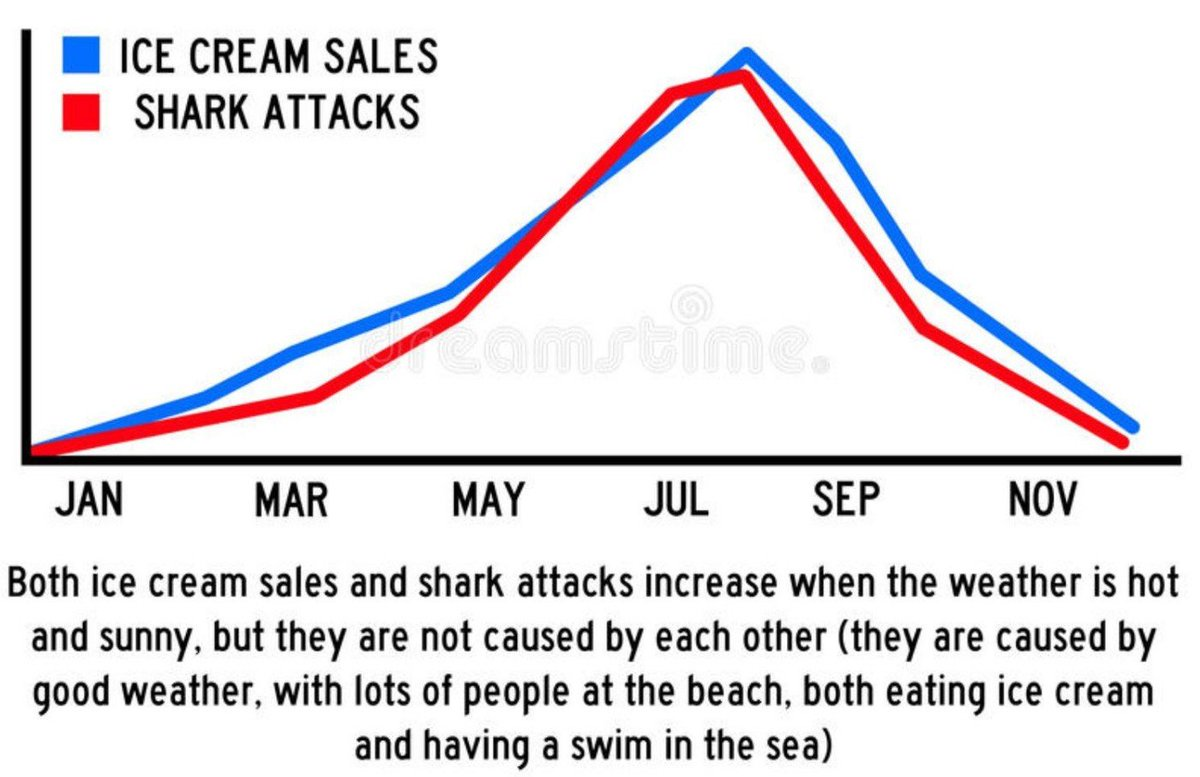 ICE CREAM SALES
SHARK ATTACKS
dreamstime.
JAN MAR MAY JUL SEP NOV
Both ice cream sales and shark attacks increase when the weather is hot
and sunny, but they are not caused by each other (they are caused by
good weather, with lots of people at the beach, both eating ice cream
and having a swim in the sea)